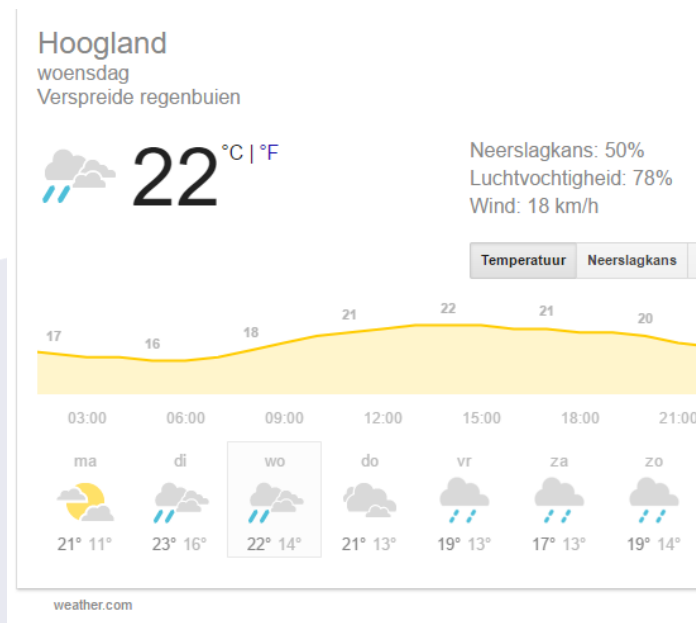 Hoogland
woensdag
Verspreide regenbuien
22 °C | °F
Neerslagkans: 50%
Luchtvochtigheid: 78%
Wind: 18 km/h
Temperatuur Neerslagkans
17 16 18 21 22 21 20
03:00 06:00 09:00 12:00 15:00 18:00 21:00
ma di wo do vr za zo
21° 11° 23° 16° 22° 14° 21° 13° 19° 13° 17° 13° 19° 14°
weather.com